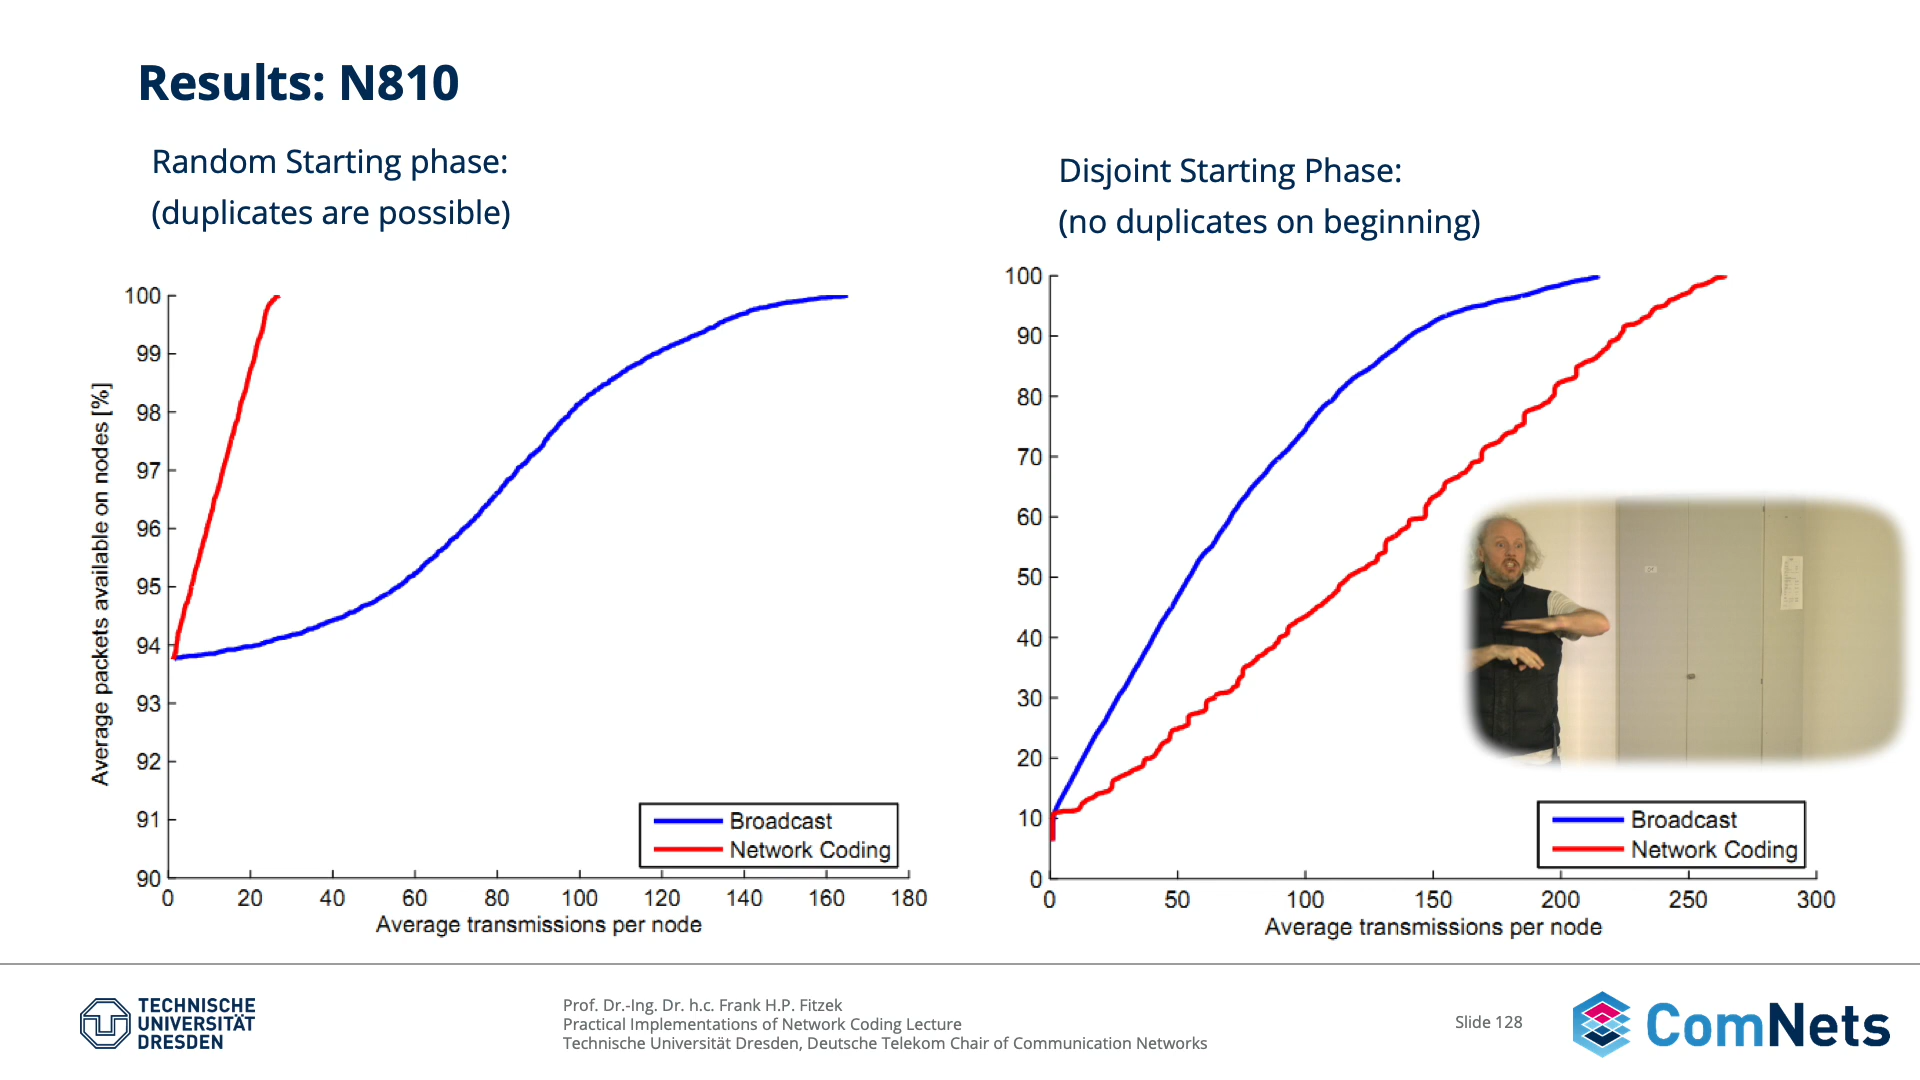 Results: N810
Random Starting phase:
(duplicates are possible)
Disjoint Starting Phase:
(no duplicates on beginning)
Average packets available on nodes [%]
100
99
98
97
96
95
94
93
92
91
90
0 20 40 60 80 100 120 140 160 180
Average transmissions per node
Broadcast
Network Coding
100
90
80
70
60
50
40
30
20
10
0
0 50 100 150 200 250 300
Average transmissions per node
Broadcast
Network Coding
TECHNISCHE
UNIVERSITÄT
DRESDEN
Prof. Dr.-Ing. Dr. h.c. Frank H.P. Fitzek
Practical Implementations of Network Coding Lecture
Technische Universität Dresden, Deutsche Telekom Chair of Communication Networks
Slide 128
ComNets